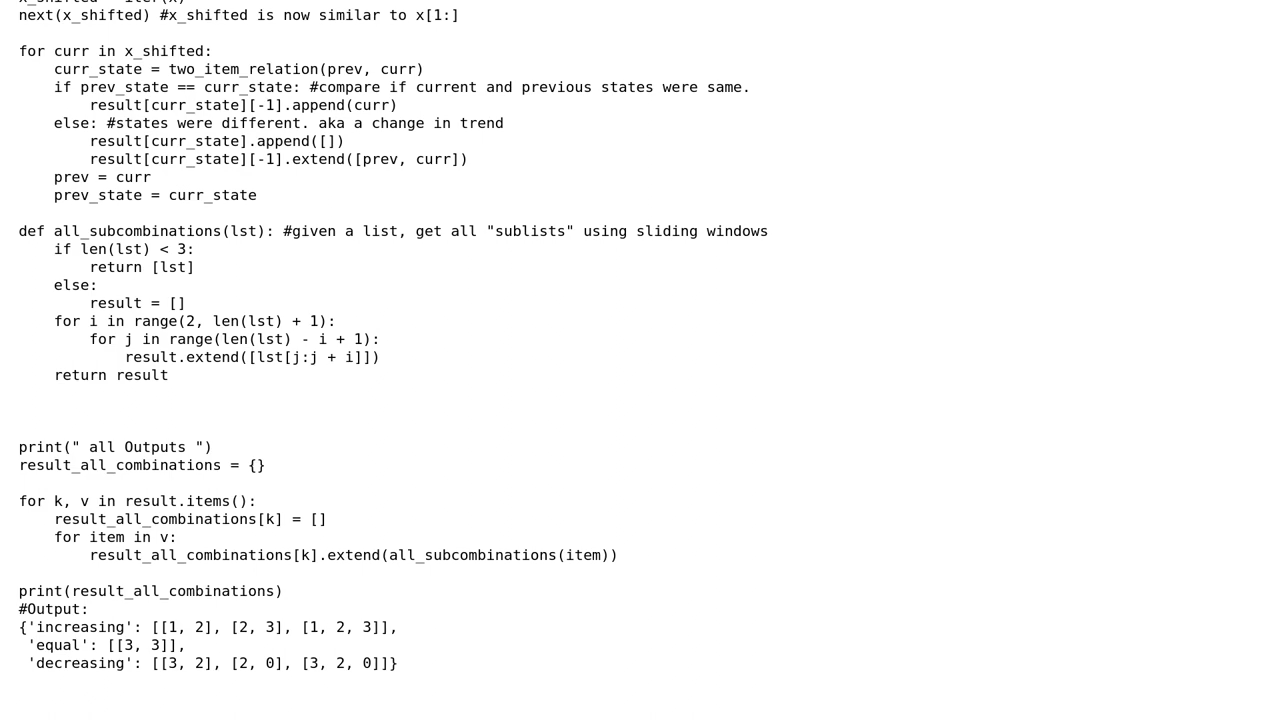 x_shifted = iter(x)
next(x_shifted) #x_shifted is now similar to x[1:]
for curr in x_shifted:
    curr_state = two_item_relation(prev, curr)
    if prev_state == curr_state: #compare if current and previous states were same.
        result[curr_state][-1].append(curr)
    else: #states were different. aka a change in trend
        result[curr_state].append([])
        result[curr_state][-1].extend([prev, curr])
    prev = curr
    prev_state = curr_state
def all_subcombinations(lst): #given a list, get all "sublists" using sliding windows
    if len(lst) < 3:
        return [lst]
    else:
        result = []
    for i in range(2, len(lst) + 1):
        for j in range(len(lst) - i + 1):
            result.extend([lst[j:j + i]])
    return result
print(" all Outputs ")
result_all_combinations = {}
for k, v in result.items():
    result_all_combinations[k] = []
    for item in v:
        result_all_combinations[k].extend(all_subcombinations(item))
print(result_all_combinations)
#Output:
{'increasing': [[1, 2], [2, 3], [1, 2, 3]],
 'equal': [[3, 3]],
 'decreasing': [[3, 2], [2, 0], [3, 2, 0]]}